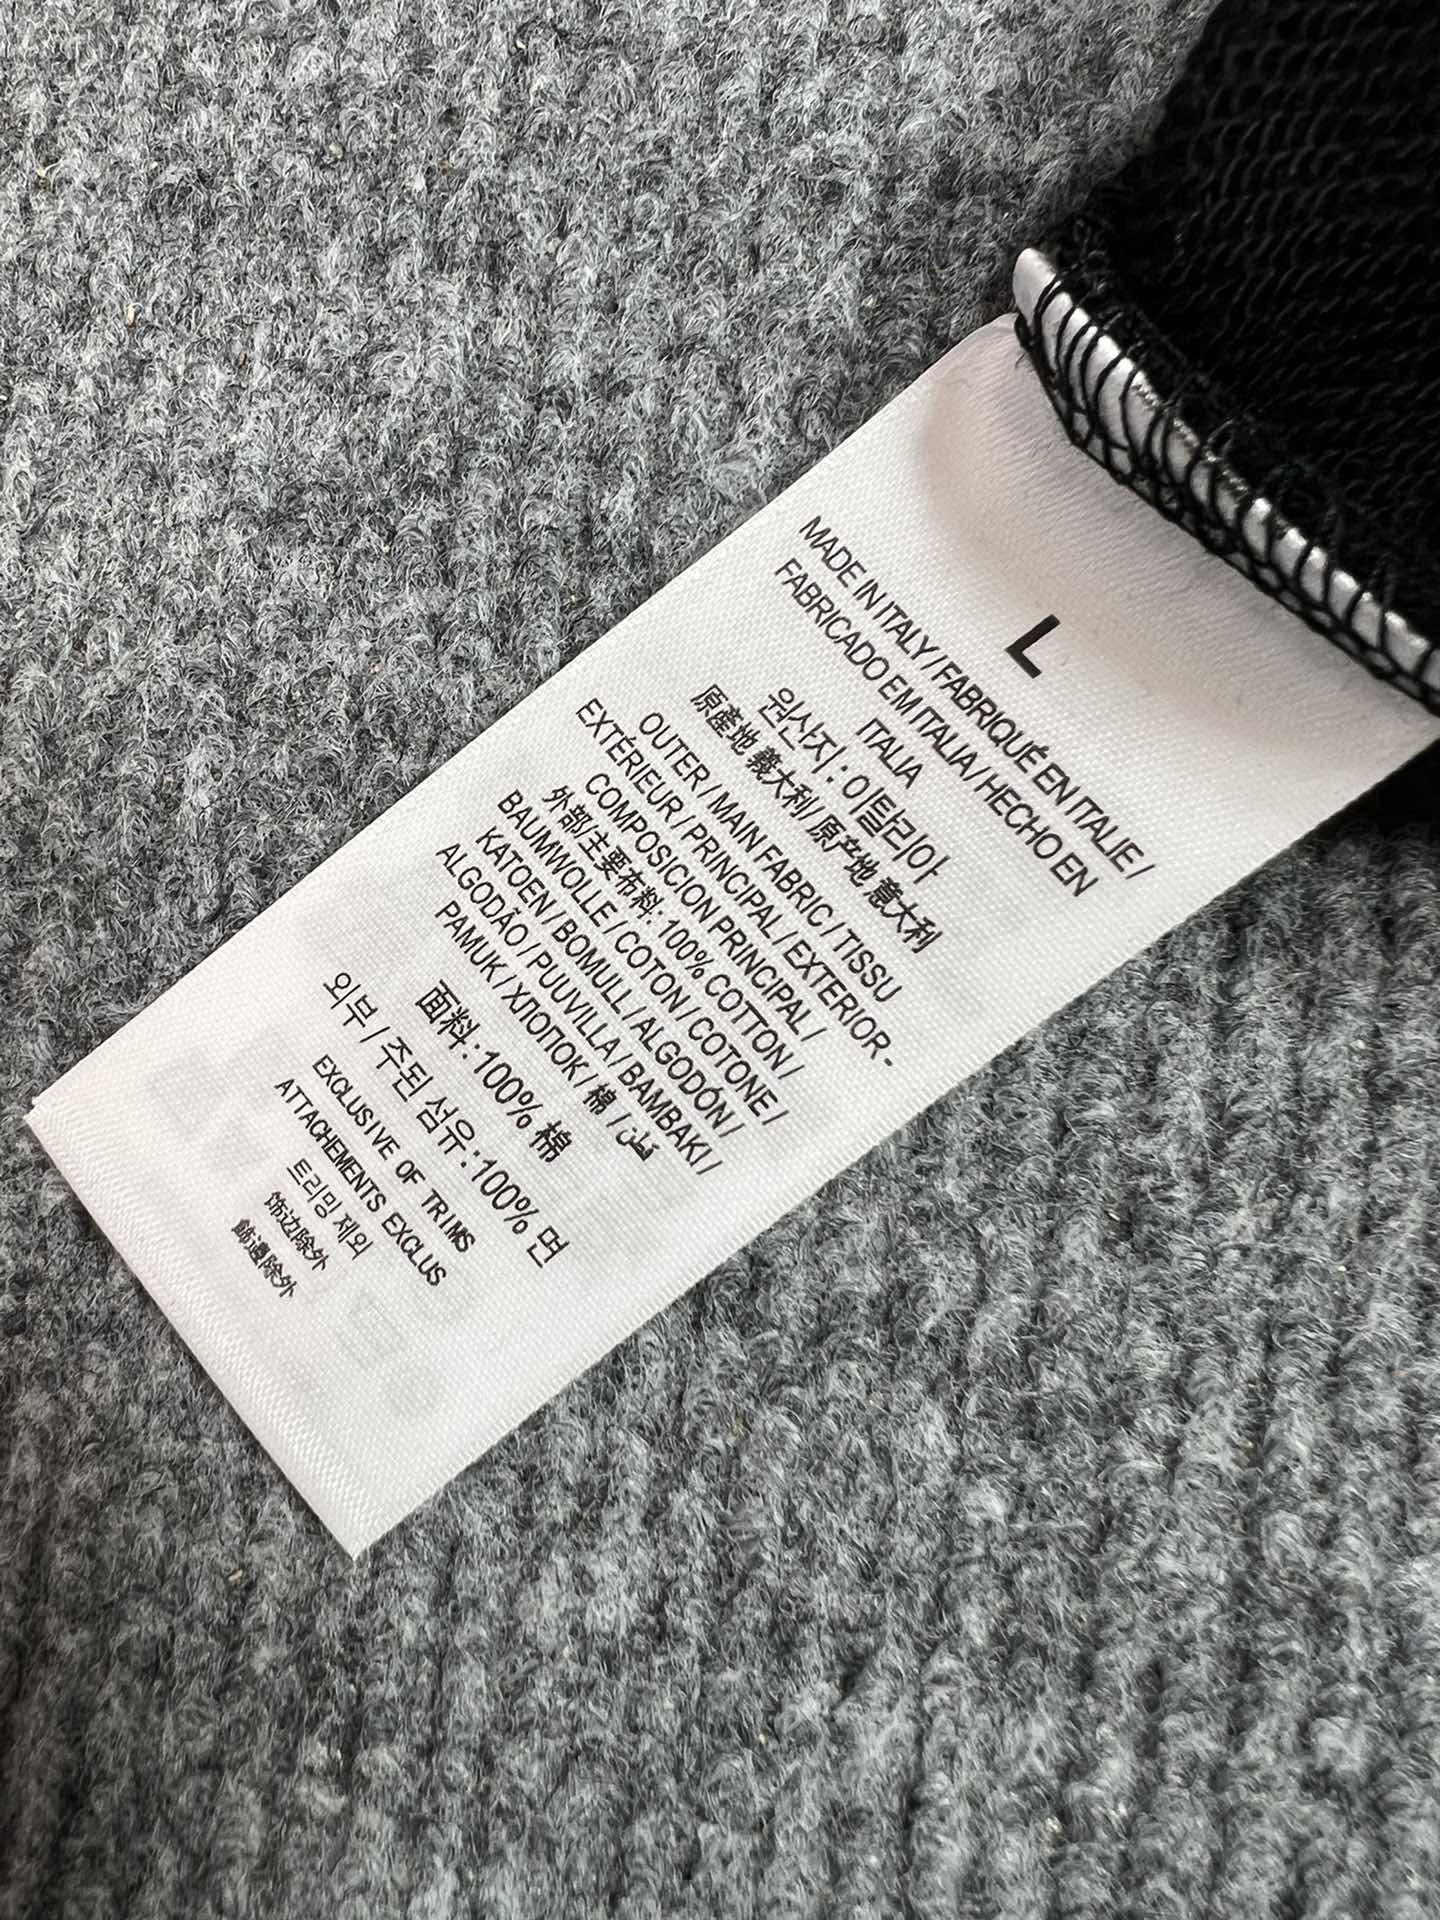 L
MADE IN ITALY / FABRIQUÉ EN ITALIE /
FABRICADO EM ITALIA / HECHO EN
ITALIA
원산지 : 이탈리아
原產地 義大利/ 原产地 意大利
OUTER / MAIN FABRIC / TISSU
EXTÉRIEUR / PRINCIPAL / EXTERIOR -
COMPOSICION PRINCIPAL /
外部主要布料: 100% COTTON /
BAUMWOLLE / COTON / COTONE /
KATOEN / BOMULL / ALGODÓN /
ALGODÃO / PUUVILLA / BAMBAKI /
PAMUK / ХЛОПОК / 棉 /
面料 : 100% 棉
외부 / 주된 섬유 : 100% 면
EXCLUSIVE OF TRIMS
ATTACHEMENTS EXCLUS
트리밍 제외
饰边除外
飾邊除外